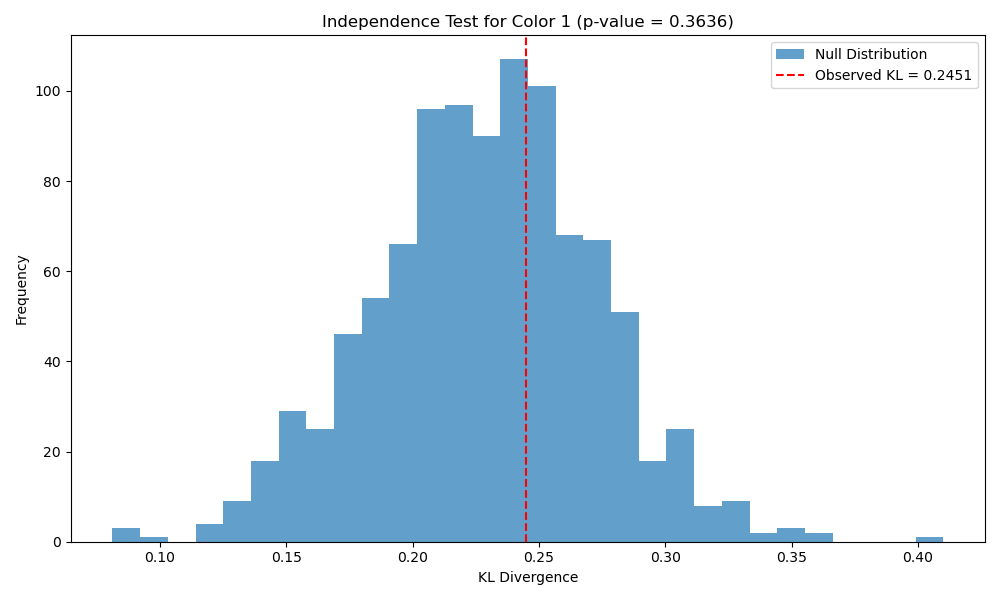 Independence Test for Color 1 (p-value = 0.3636)
Null Distribution
Observed KL = 0.2451
Frequency
100
80
60
40
20
0
0.10 0.15 0.20 0.25 0.30 0.35 0.40
KL Divergence